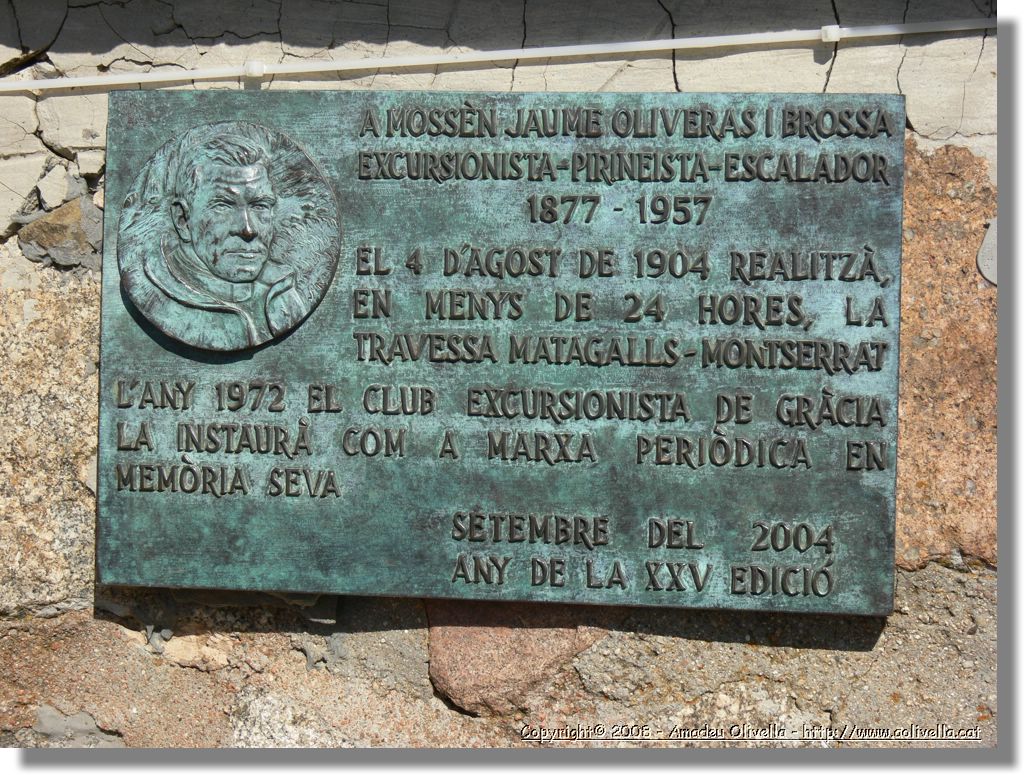 A MOSSÈN JAUME OLIVERAS I BROSSA
EXCURSIONISTA-PIRINEISTA-ESCALADOR
1877 - 1957
EL 4 D'AGOST DE 1904 REALITZÀ,
EN MENYS DE 24 HORES, LA
TRAVESSA MATAGALLS-MONTSERRAT
L'ANY 1972 EL CLUB EXCURSIONISTA DE GRÀCIA
LA INSTAURÀ COM A MARXA PERIÒDICA EN
MEMÒRIA SEVA
SETEMBRE DEL 2004
ANY DE LA XXV EDICIÓ
Copyright © 2008 - Amadeu Olivella - http://www.aolivella.cat